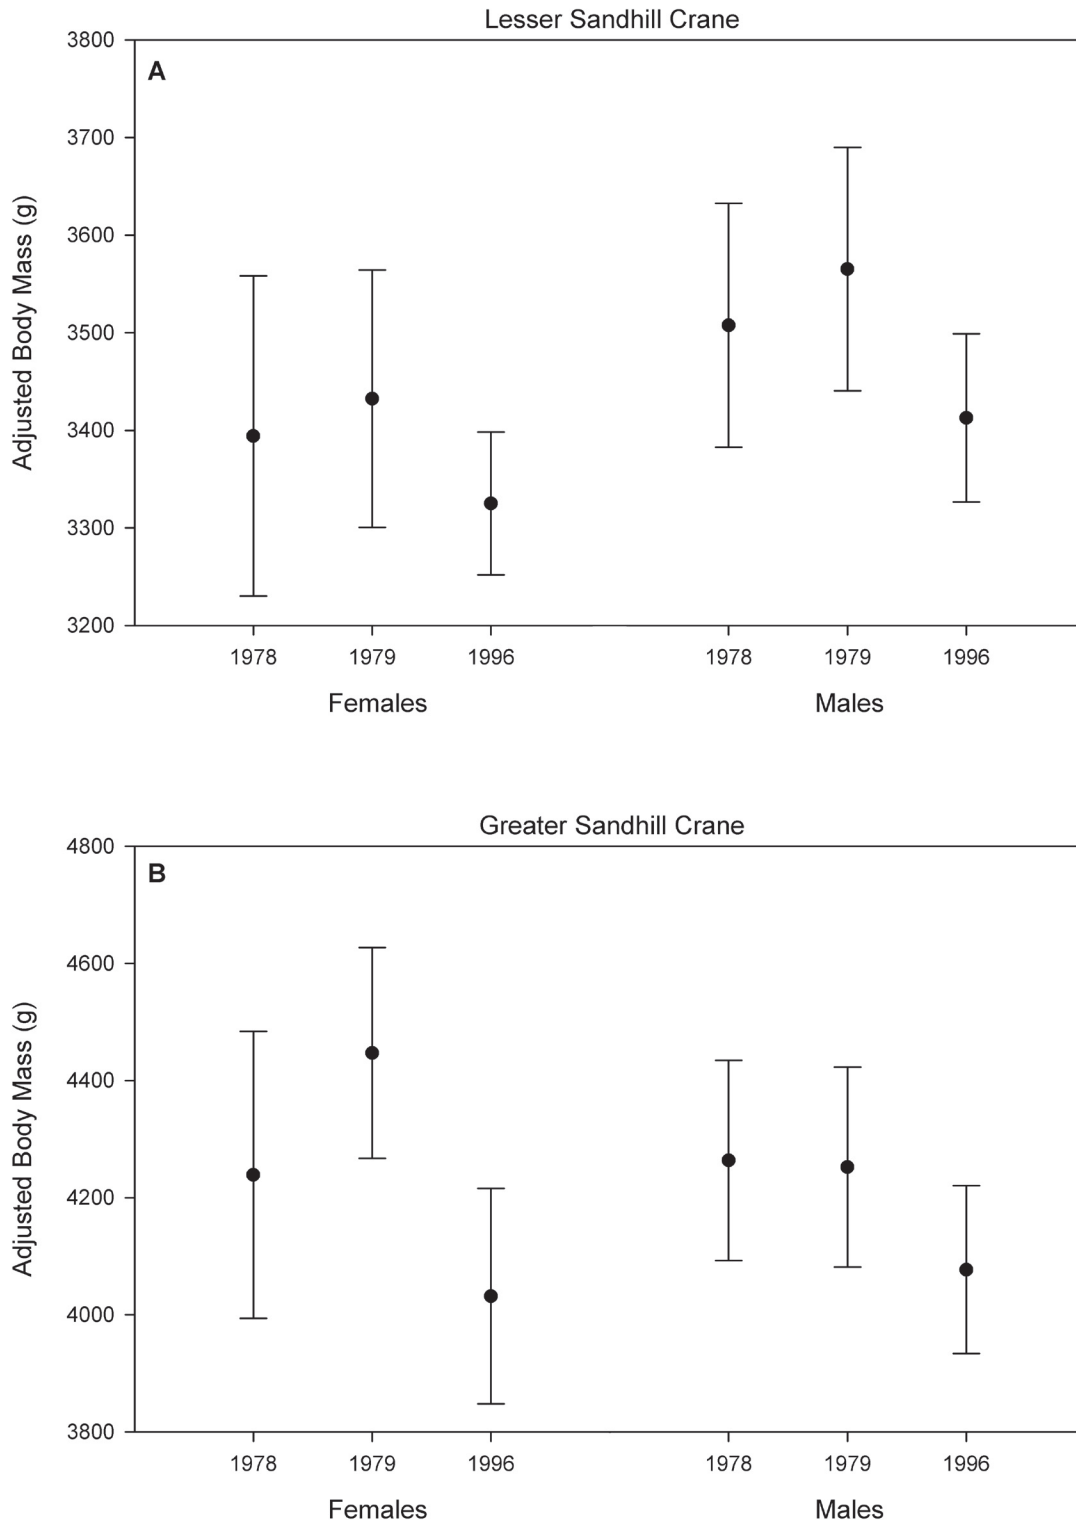 Lesser Sandhill Crane
A
Adjusted Body Mass (g)
3800
3700
3600
3500
3400
3300
3200
1978 1979 1996 1978 1979 1996
Females Males
Greater Sandhill Crane
B
Adjusted Body Mass (g)
4800
4600
4400
4200
4000
3800
1978 1979 1996 1978 1979 1996
Females Males